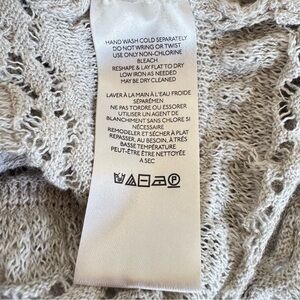 HAND WASH COLD SEPARATELY
DO NOT WRING OR TWIST
USE ONLY NON-CHLORINE
BLEACH
RESHAPE & LAY FLAT TO DRY
LOW IRON AS NEEDED
MAY BE DRY CLEANED
LAVER À LA MAIN À L'EAU FROIDE
SÉPARÉMEN
NE PAS TORDRE OU ESSORER
UTILISER UN AGENT DE
BLANCHIMENT SANS CHLORE SI
NÉCESSAIRE
REMODELER ET SÉCHER À PLAT
REPASSER, AU BESOIN, À TRÈS
BASSE TEMPÉRATURE
PEUT-ÊTRE ÊTRE NETTOYÉE
A SEC
P